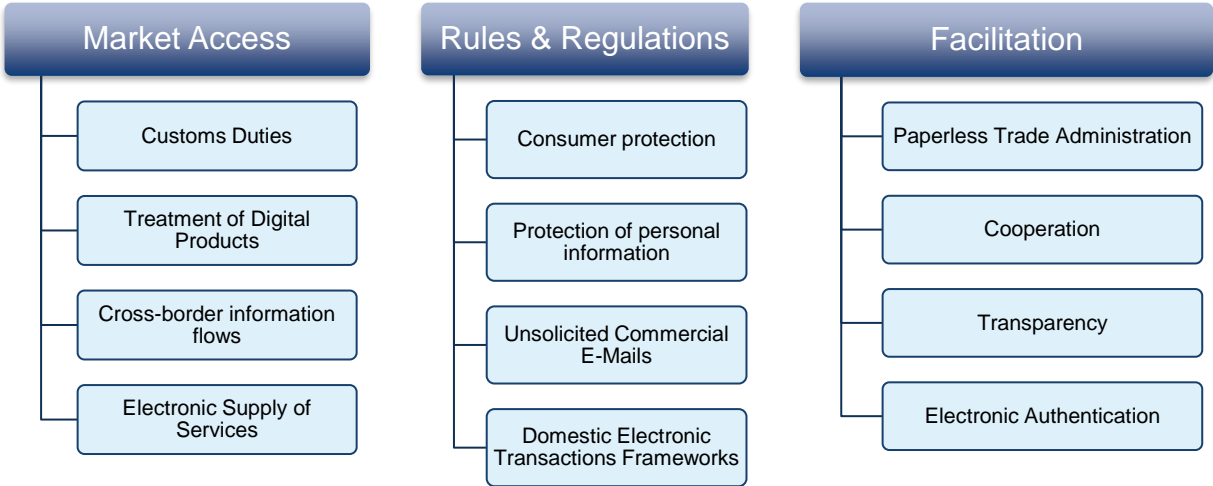 Market Access
Customs Duties
Treatment of Digital
Products
Cross-border information
flows
Electronic Supply of
Services
Rules & Regulations
Consumer protection
Protection of personal
information
Unsolicited Commercial
E-Mails
Domestic Electronic
Transactions Frameworks
Facilitation
Paperless Trade Administration
Cooperation
Transparency
Electronic Authentication